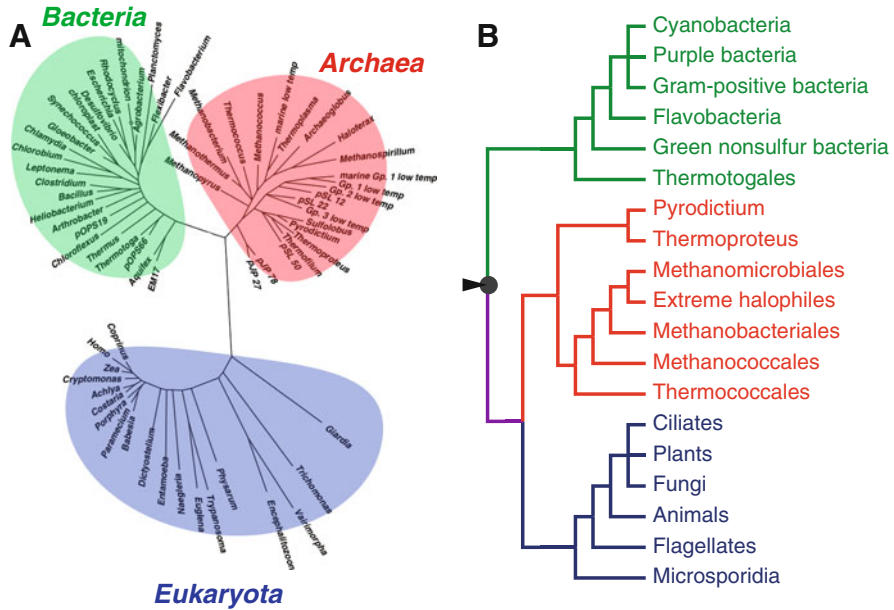 A
Bacteria
Planctomyces
Flavobacterium
mitochondrion
Rhodocyclus
Escherichia
Desulfovibrio
chloroplast
Synechococcus
Agrobacterium
Flexibacter
Gloeobacter
Chlamydia
Chlorobium
Leptonema
Clostridium
Bacillus
Heliobacterium
Arthrobacter
pOPS19
Chloroflexus
Thermus
Thermotoga
pOPS66
Aquifex
EM17
Archaea
Methanobacterium
Methanothermus
Methanopyrus
Thermococcus
Methanococcus
marine low temp
Thermoplasma
Archaeoglobus
Haloferax
Methanospirillum
marine Gp. 1 low temp
Gp. 1 low temp
Gp. 2 low temp
pSL 12
pSL 22
Gp. 3 low temp
Sulfolobus
Pyrodictium
Thermoproteus
Thermofilum
pSL 50
pJP 78
pJP 27
Coprinus
Homo
Zea
Cryptomonas
Achlya
Costaria
Porphyra
Paramecium
Babesia
Dictyostelium
Entamoeba
Naegleria
Euglena
Trypanosoma
Physarum
Encephalitozoon
Vairimorpha
Trichomonas
Giardia
Eukaryota
B
Cyanobacteria
Purple bacteria
Gram-positive bacteria
Flavobacteria
Green nonsulfur bacteria
Thermotogales
Pyrodictium
Thermoproteus
Methanomicrobiales
Extreme halophiles
Methanobacteriales
Methanococcales
Thermococcales
Ciliates
Plants
Fungi
Animals
Flagellates
Microsporidia